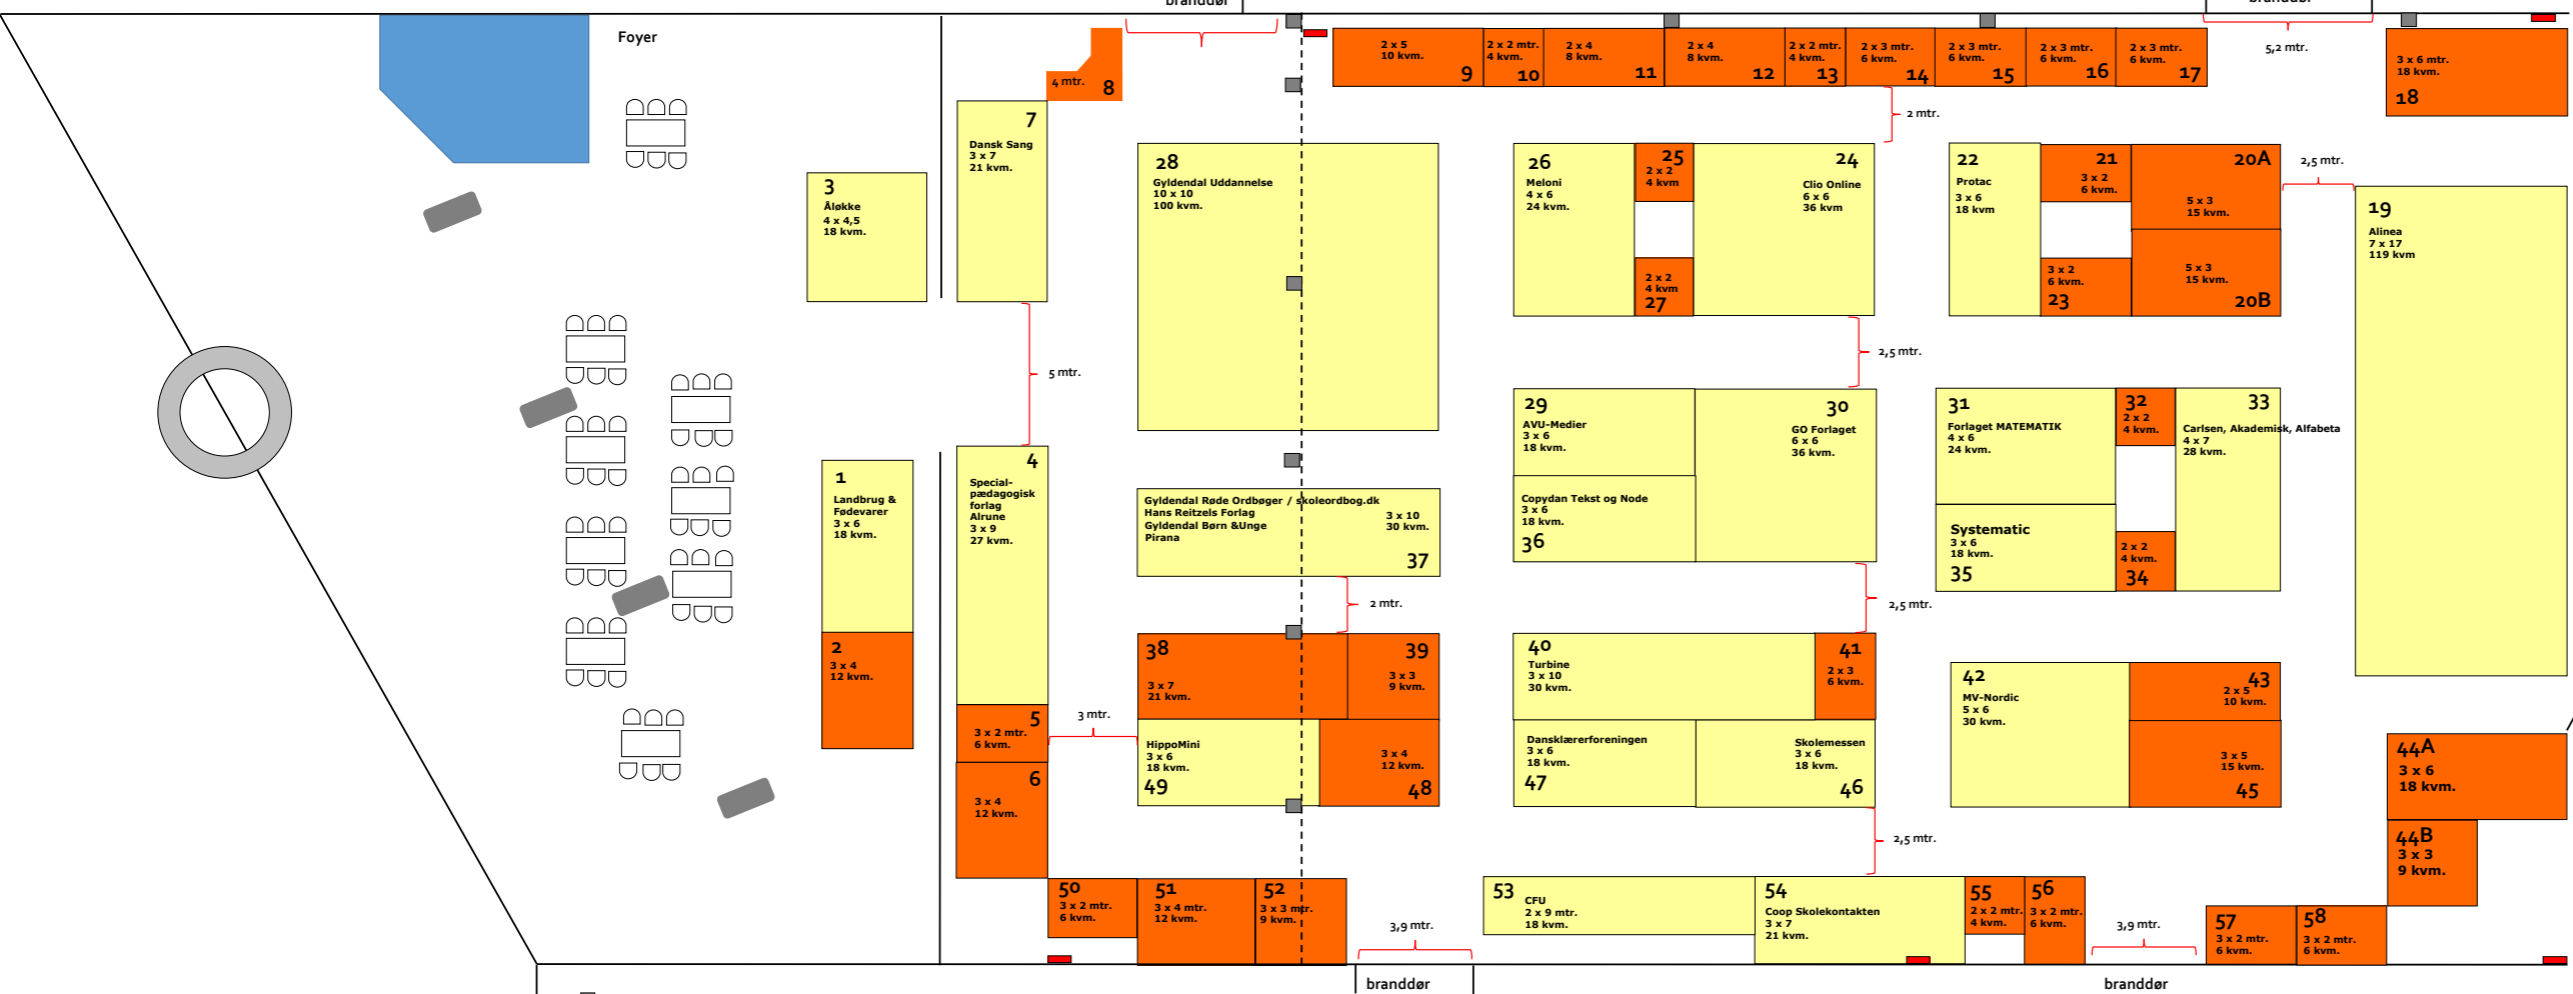 branddør
branddør
Foyer
4 mtr.
8
2 x 5
10 kvm.
9
2 x 2 mtr.
4 kvm.
10
2 x 4
8 kvm.
11
2 x 4
8 kvm.
12
2 x 2 mtr.
4 kvm.
13
2 x 3 mtr.
6 kvm.
14
2 x 3 mtr.
6 kvm.
15
2 x 3 mtr.
6 kvm.
16
2 x 3 mtr.
6 kvm.
17
5,2 mtr.
3 x 6 mtr.
18 kvm.
18
2 mtr.
7
Dansk Sang
3 x 7
21 kvm.
3
Åløkke
4 x 4,5
18 kvm.
28
Gyldendal Uddannelse
10 x 10
100 kvm.
26
Meloni
4 x 6
24 kvm.
25
2 x 2
4 kvm
2 x 2
4 kvm
27
24
Clio Online
6 x 6
36 kvm
22
Protac
3 x 6
18 kvm
21
3 x 2
6 kvm.
3 x 2
6 kvm.
23
20A
5 x 3
15 kvm.
5 x 3
15 kvm.
20B
2,5 mtr.
19
Alinea
7 x 17
119 kvm
5 mtr.
2,5 mtr.
1
Landbrug &
Fødevarer
3 x 6
18 kvm.
2
3 x 4
12 kvm.
4
Special-
pædagogisk
forlag
Alrune
3 x 9
27 kvm.
5
3 x 2 mtr.
6 kvm.
6
3 x 4
12 kvm.
3 mtr.
Gyldendal Røde Ordbøger / skoleordbog.dk
Hans Reitzels Forlag
Gyldendal Børn &Unge
Pirana
3 x 10
30 kvm.
37
2 mtr.
29
AVU-Medier
3 x 6
18 kvm.
30
GO Forlaget
6 x 6
36 kvm.
Copydan Tekst og Node
3 x 6
18 kvm.
36
31
Forlaget MATEMATIK
4 x 6
24 kvm.
32
2 x 2
4 kvm.
33
Carlsen, Akademisk, Alfabeta
4 x 7
28 kvm.
Systematic
3 x 6
18 kvm.
35
2 x 2
4 kvm.
34
2,5 mtr.
38
3 x 7
21 kvm.
39
3 x 3
9 kvm.
HippoMini
3 x 6
18 kvm.
49
3 x 4
12 kvm.
48
40
Turbine
3 x 10
30 kvm.
41
2 x 3
6 kvm.
Dansklærerforeningen
3 x 6
18 kvm.
47
Skolemessen
3 x 6
18 kvm.
46
42
MV-Nordic
5 x 6
30 kvm.
43
2 x 5
10 kvm.
3 x 5
15 kvm.
45
44A
3 x 6
18 kvm.
44B
3 x 3
9 kvm.
2,5 mtr.
50
3 x 2 mtr.
6 kvm.
51
3 x 4 mtr.
12 kvm.
52
3 x 3 mtr.
9 kvm.
3,9 mtr.
53
CFU
2 x 9 mtr.
18 kvm.
54
Coop Skolekontakten
3 x 7
21 kvm.
55
2 x 2 mtr.
4 kvm.
56
3 x 2 mtr.
6 kvm.
3,9 mtr.
57
3 x 2 mtr.
6 kvm.
58
3 x 2 mtr.
6 kvm.
branddør
branddør